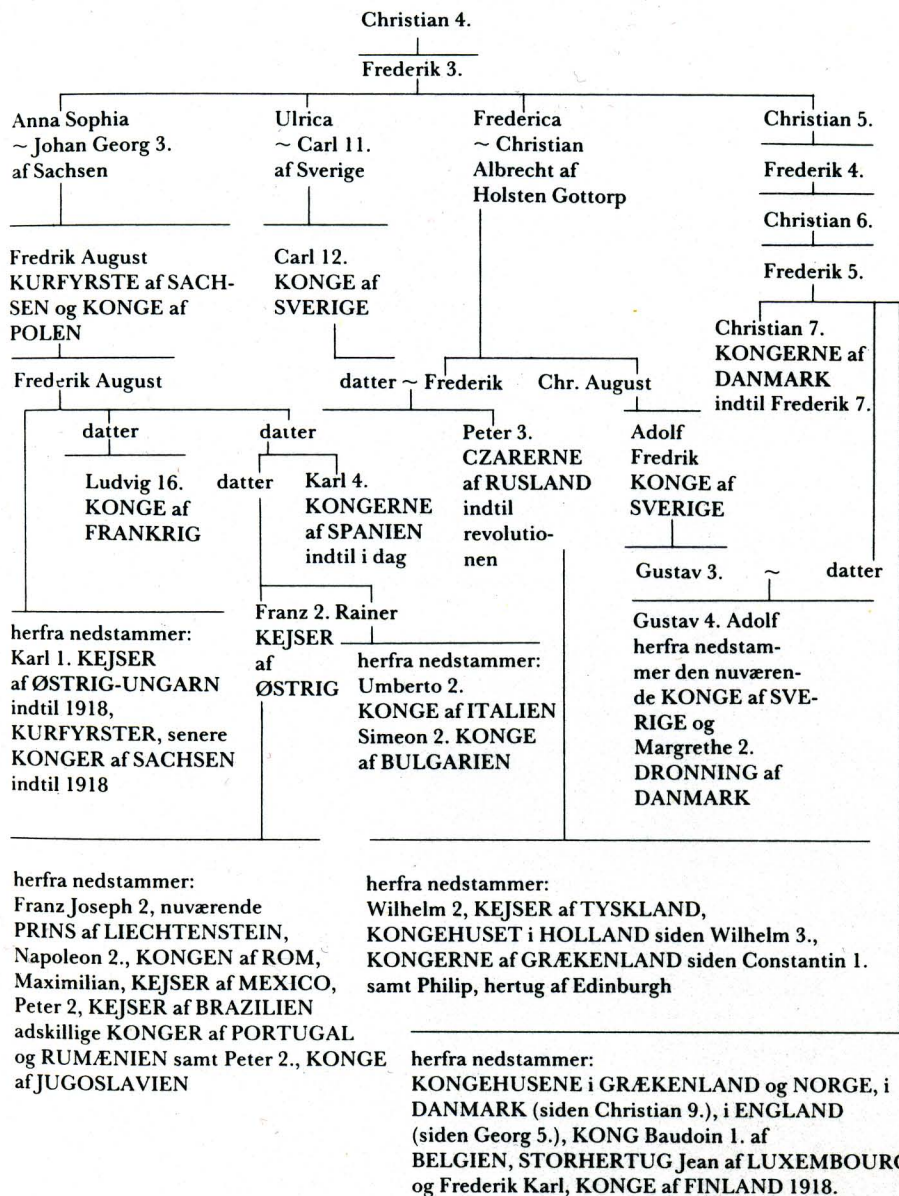 Christian 4.
Frederik 3.
Anna Sophia
~ Johan Georg 3.
af Sachsen
Ulrica
~ Carl 11.
af Sverige
Frederica
~ Christian
Albrecht af
Holsten Gottorp
Christian 5.
Frederik 4.
Christian 6.
Frederik 5.
Fredrik August
KURFYRSTE af SACH-
SEN og KONGE af
POLEN
Carl 12.
KONGE af
SVERIGE
Christian 7.
KONGERNE af
DANMARK
indtil Frederik 7.
Frederik August
datter ~ Frederik
Chr. August
datter
datter
Peter 3.
CZARERNE
af RUSLAND
indtil
revolutio-
nen
Adolf
Fredrik
KONGE af
SVERIGE
Ludvig 16.
KONGE af
FRANKRIG
datter
Karl 4.
KONGERNE
af SPANIEN
indtil i dag
Gustav 3. ~ datter
Franz 2. Rainer
KEJSER
af
ØSTRIG
Gustav 4. Adolf
herfra nedstam-
mer den nuværen-
de KONGE af SVE-
RIGE og
Margrethe 2.
DRONNING af
DANMARK
herfra nedstammer:
Karl 1. KEJSER
af ØSTRIG-UNGARN
indtil 1918,
KURFYRSTER, senere
KONGER af SACHSEN
indtil 1918
herfra nedstammer:
Umberto 2.
KONGE af ITALIEN
Simeon 2. KONGE
af BULGARIEN
herfra nedstammer:
Franz Joseph 2, nuværende
PRINS af LIECHTENSTEIN,
Napoleon 2., KONGEN af ROM,
Maximilian, KEJSER af MEXICO,
Peter 2, KEJSER af BRAZILIEN
adskillige KONGER af PORTUGAL
og RUMÆNIEN samt Peter 2., KONGE
af JUGOSLAVIEN
herfra nedstammer:
Wilhelm 2, KEJSER af TYSKLAND,
KONGEHUSET i HOLLAND siden Wilhelm 3.,
KONGERNE af GRÆKENLAND siden Constantin 1.
samt Philip, hertug af Edinburgh
herfra nedstammer:
KONGEHUSENE i GRÆKENLAND og NORGE, i
DANMARK (siden Christian 9.), i ENGLAND
(siden Georg 5.), KONG Baudoin 1. af
BELGIEN, STORHERTUG Jean af LUXEMBOURG
og Frederik Karl, KONGE af FINLAND 1918.